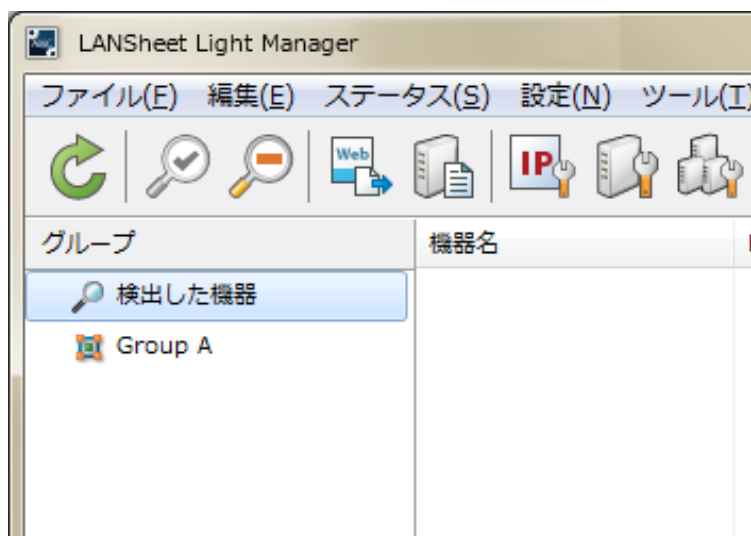 LANSheet Light Manager
ファイル(F) 編集(E) ステータス(S) 設定(N) ツール(T)
Web IP
グループ 機器名
検出した機器
Group A